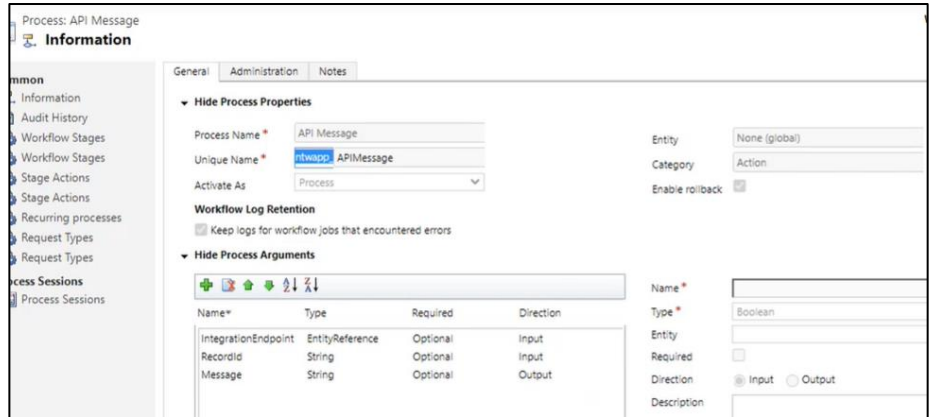 Process: API Message
Information
mmon
Information
Audit History
Workflow Stages
Workflow Stages
Stage Actions
Stage Actions
Recurring processes
Request Types
Request Types
ocess Sessions
Process Sessions
General Administration Notes
Hide Process Properties
Process Name * API Message
Unique Name * ntwapp_ APIMessage
Activate As Process
Entity None (global)
Category Action
Enable rollback
Workflow Log Retention
Keep logs for workflow jobs that encountered errors
Hide Process Arguments
Name Type Required Direction
IntegrationEndpoint EntityReference Optional Input
RecordId String Optional Input
Message String Optional Output
Name *
Type * Boolean
Entity
Required
Direction Input Output
Description